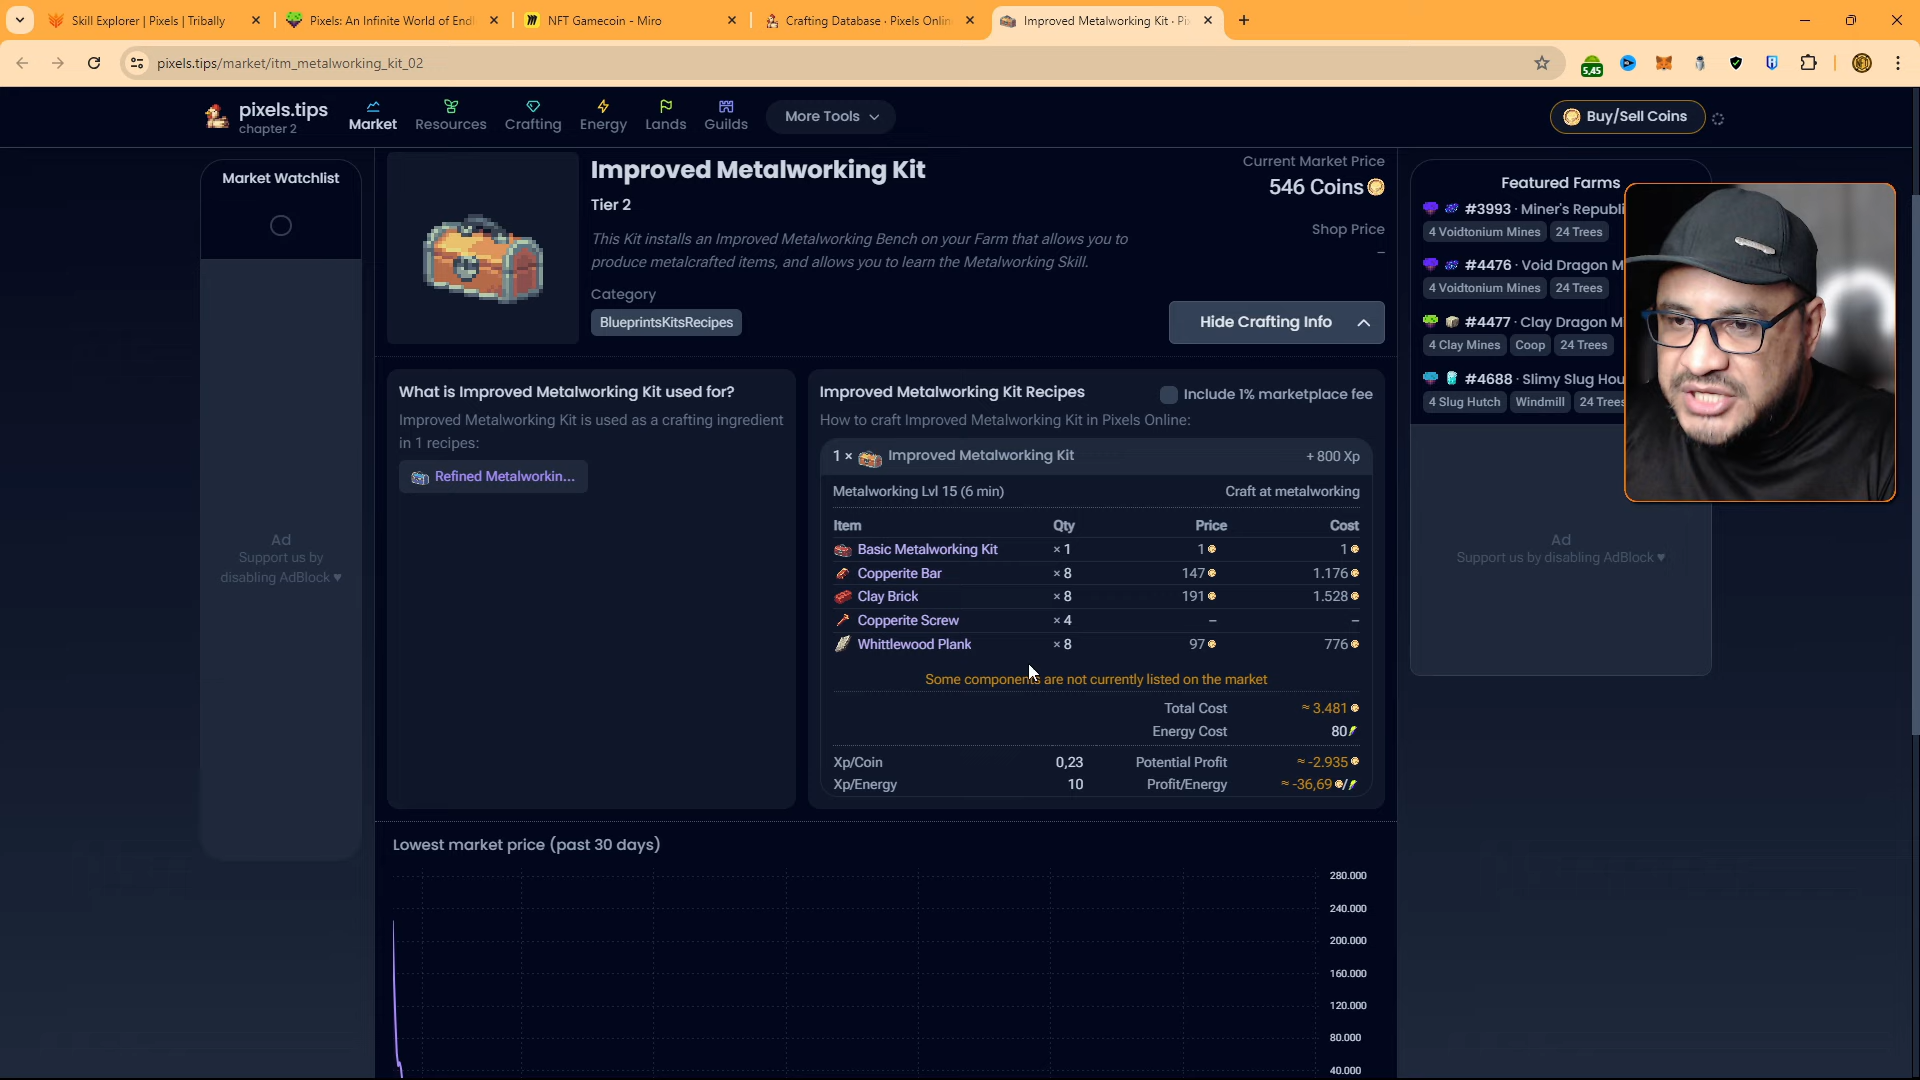 Skill Explorer | Pixels | Tribally
Pixels: An Infinite World of End
NFT Gamecoin - Miro
Crafting Database · Pixels Onlin
Improved Metalworking Kit · Pi
pixels.tips/market/itm_metalworking_kit_02
5,45
pixels.tips
chapter 2
Market
Resources
Crafting
Energy
Lands
Guilds
More Tools
Buy/Sell Coins
Market Watchlist
Ad
Support us by
disabling AdBlock ♥
Improved Metalworking Kit
Tier 2
This Kit installs an Improved Metalworking Bench on your Farm that allows you to
produce metalcrafted items, and allows you to learn the Metalworking Skill.
Category
BlueprintsKitsRecipes
Current Market Price
546 Coins
Shop Price
–
Hide Crafting Info
What is Improved Metalworking Kit used for?
Improved Metalworking Kit is used as a crafting ingredient
in 1 recipes:
Refined Metalworkin...
Improved Metalworking Kit Recipes
Include 1% marketplace fee
How to craft Improved Metalworking Kit in Pixels Online:
1 × Improved Metalworking Kit + 800 Xp
Metalworking Lvl 15 (6 min) Craft at metalworking
Item Qty Price Cost
Basic Metalworking Kit × 1 1 1
Copperite Bar × 8 147 1.176
Clay Brick × 8 191 1.528
Copperite Screw × 4 – –
Whittlewood Plank × 8 97 776
Some components are not currently listed on the market
Total Cost ≈ 3.481
Energy Cost 80
Xp/Coin 0,23 Potential Profit ≈ -2.935
Xp/Energy 10 Profit/Energy ≈ -36,69 /
Lowest market price (past 30 days)
280.000
240.000
200.000
160.000
120.000
80.000
40.000
Featured Farms
#3993 · Miner's Republi
4 Voidtonium Mines 24 Trees
#4476 · Void Dragon M
4 Voidtonium Mines 24 Trees
#4477 · Clay Dragon M
4 Clay Mines Coop 24 Trees
#4688 · Slimy Slug Hou
4 Slug Hutch Windmill 24 Trees
Ad
Support us by disabling AdBlock ♥